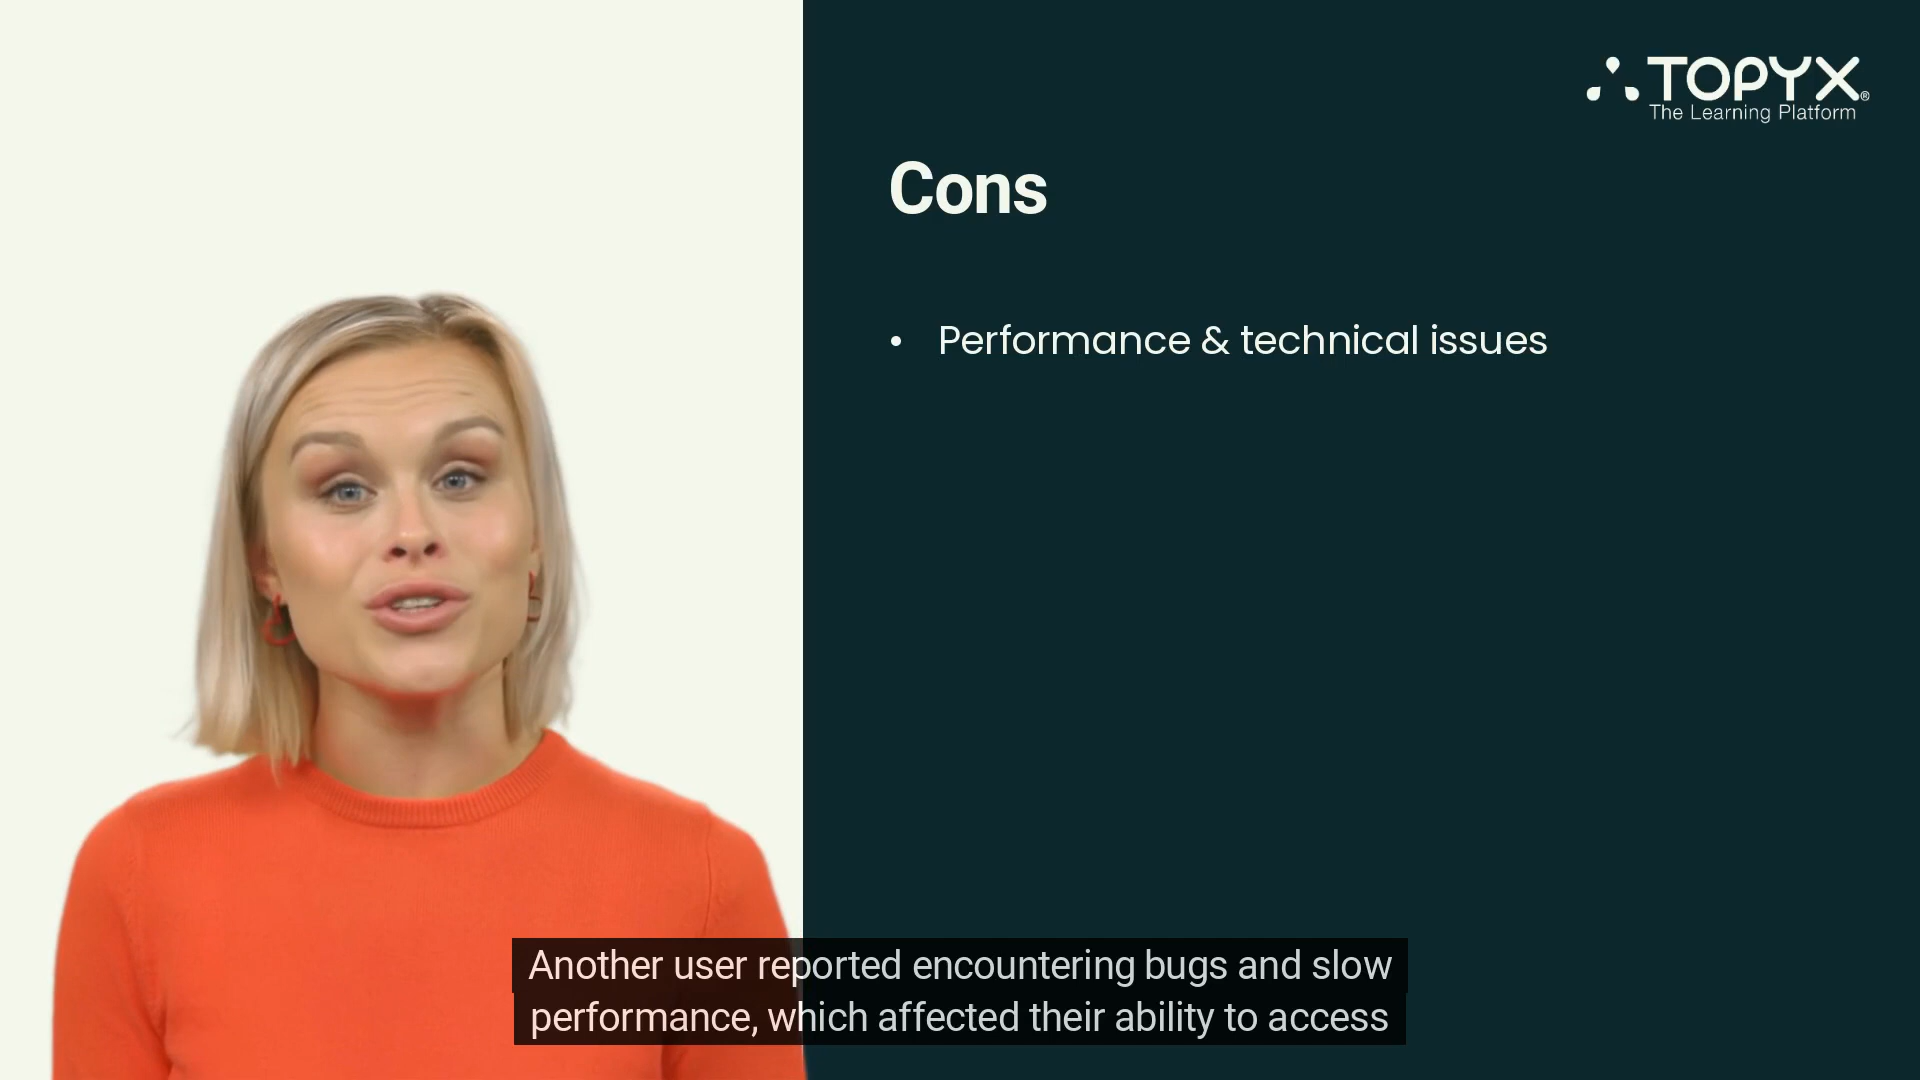 TOPYX®
The Learning Platform
Cons
• Performance & technical issues
Another user reported encountering bugs and slow
performance, which affected their ability to access